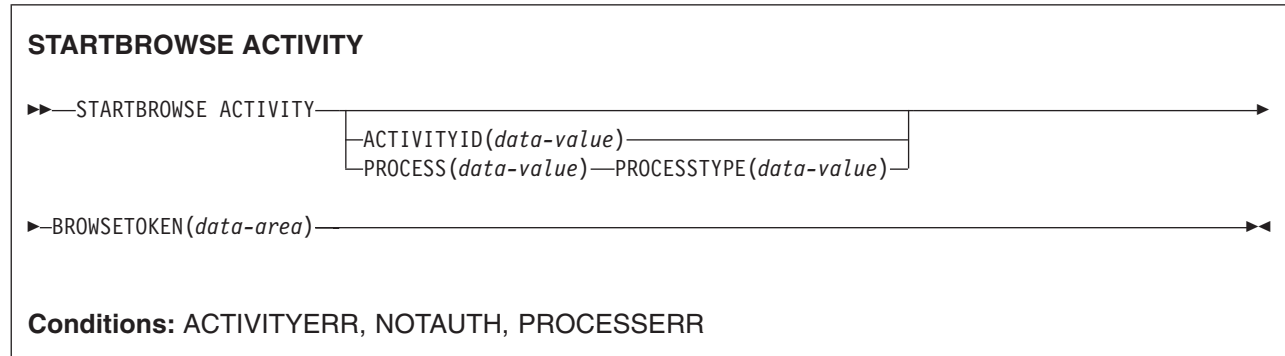 STARTBROWSE ACTIVITY
STARTBROWSE ACTIVITY
ACTIVITYID(data-value)
PROCESS(data-value) PROCESSTYPE(data-value)
BROWSETOKEN(data-area)
Conditions: ACTIVITYERR, NOTAUTH, PROCESSERR